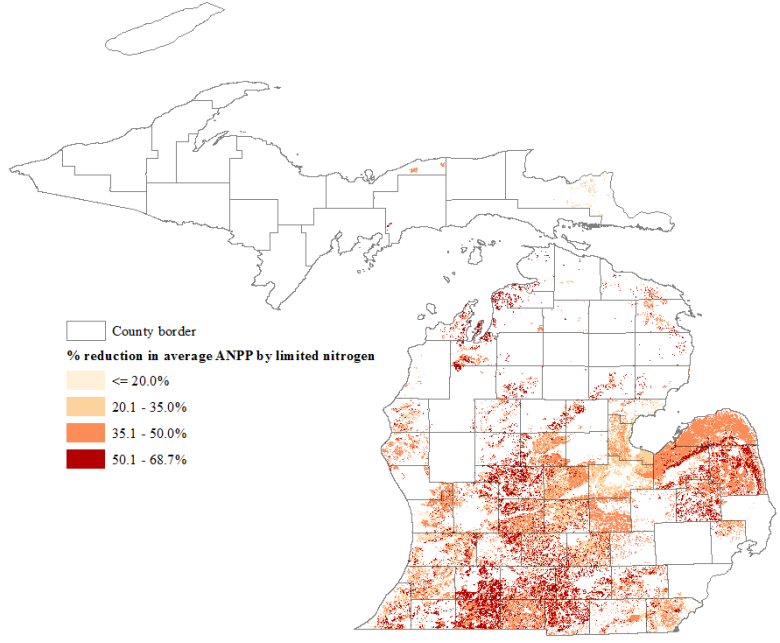 County border
% reduction in average ANPP by limited nitrogen
<= 20.0%
20.1 - 35.0%
35.1 - 50.0%
50.1 - 68.7%